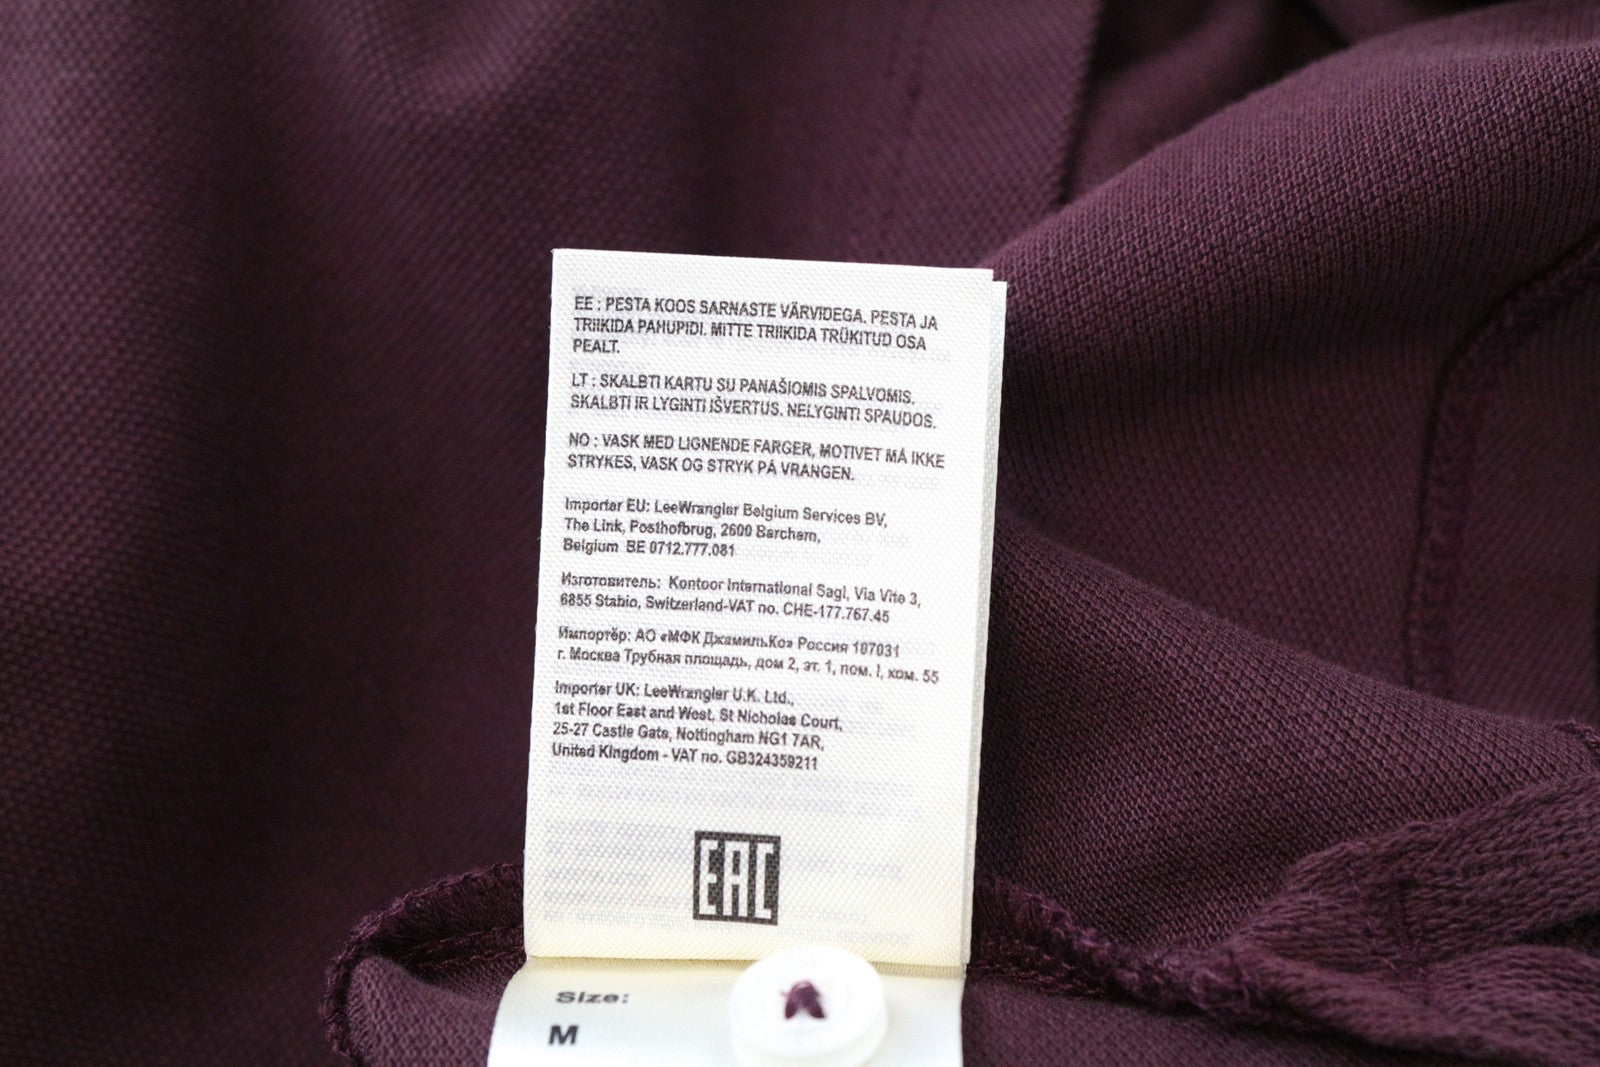 EE : PESTA KOOS SARNASTE VÄRVIDEGA. PESTA JA
TRIIKIDA PAHUPIDI. MITTE TRIIKIDA TRÜKITUD OSA
PEALT.
LT : SKALBTI KARTU SU PANAŠIOMIS SPALVOMIS.
SKALBTI IR LYGINTI IŠVERTUS. NELYGINTI SPAUDOS.
NO : VASK MED LIGNENDE FARGER, MOTIVET MÅ IKKE
STRYKES, VASK OG STRYK PÅ VRANGEN.
Importer EU: LeeWrangler Belgium Services BV,
The Link, Posthofbrug, 2600 Berchem,
Belgium BE 0712.777.081
Изготовитель: Kontoor International Sagl, Via Vite 3,
6855 Stabio, Switzerland-VAT no. CHE-177.767.45
Импортёр: АО «МФК ДжамильКо» Россия 107031
г. Москва Трубная площадь, дом 2, эт. 1, пом. I, ком. 55
Importer UK: LeeWrangler U.K. Ltd.,
1st Floor East and West, St Nicholas Court,
25-27 Castle Gate, Nottingham NG1 7AR,
United Kingdom - VAT no. GB324359211
EAC
Size:
M